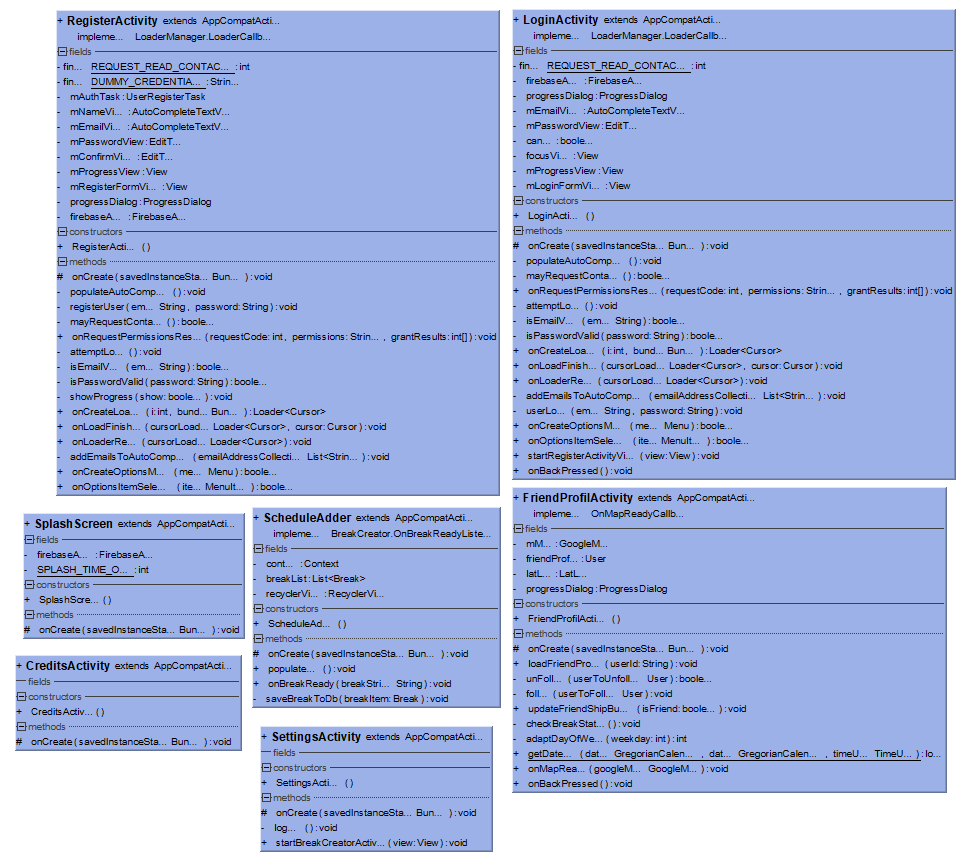 + RegisterActivity extends AppCompatActi...
impleme... LoaderManager.LoaderCallb...
fields
- fin... REQUEST_READ_CONTAC... : int
- fin... DUMMY_CREDENTIA... : Strin...
- mAuthTask : UserRegisterTask
- mNameVi... : AutoCompleteTextV...
- mEmailVi... : AutoCompleteTextV...
- mPasswordView : EditT...
- mConfirmVi... : EditT...
- mProgressView : View
- mRegisterFormVi... : View
- progressDialog : ProgressDialog
- firebaseA... : FirebaseA...
constructors
+ RegisterActi... ( )
methods
# onCreate ( savedInstanceSta... Bun... ) : void
- populateAutoComp... ( ) : void
- registerUser ( em... String , password: String ) : void
- mayRequestConta... ( ) : boole...
+ onRequestPermissionsRes... ( requestCode: int , permissions: Strin... , grantResults: int[] ) : void
- attemptLo... ( ) : void
- isEmailV... ( em... String ) : boole...
- isPasswordValid ( password: String ) : boole...
- showProgress ( show: boole... ) : void
+ onCreateLoa... ( i: int , bund... Bun... ) : Loader<Cursor>
+ onLoadFinish... ( cursorLoad... Loader<Cursor> , cursor: Cursor ) : void
+ onLoaderRe... ( cursorLoad... Loader<Cursor> ) : void
- addEmailsToAutoComp... ( emailAddressCollecti... List<Strin... ) : void
+ onCreateOptionsM... ( me... Menu ) : boole...
+ onOptionsItemSele... ( ite... MenuIt... ) : boole...
+ LoginActivity extends AppCompatActi...
impleme... LoaderManager.LoaderCallb...
fields
- fin... REQUEST_READ_CONTAC... : int
- firebaseA... : FirebaseA...
- progressDialog : ProgressDialog
- mEmailVi... : AutoCompleteTextV...
- mPasswordView : EditT...
- can... : boole...
- focusVi... : View
- mProgressView : View
- mLoginFormVi... : View
constructors
+ LoginActi... ( )
methods
# onCreate ( savedInstanceSta... Bun... ) : void
- populateAutoComp... ( ) : void
- mayRequestConta... ( ) : boole...
+ onRequestPermissionsRes... ( requestCode: int , permissions: Strin... , grantResults: int[] ) : void
- attemptLo... ( ) : void
- isEmailV... ( em... String ) : boole...
- isPasswordValid ( password: String ) : boole...
+ onCreateLoa... ( i: int , bund... Bun... ) : Loader<Cursor>
+ onLoadFinish... ( cursorLoad... Loader<Cursor> , cursor: Cursor ) : void
+ onLoaderRe... ( cursorLoad... Loader<Cursor> ) : void
- addEmailsToAutoComp... ( emailAddressCollecti... List<Strin... ) : void
- userLo... ( em... String , password: String ) : void
+ onCreateOptionsM... ( me... Menu ) : boole...
+ onOptionsItemSele... ( ite... MenuIt... ) : boole...
+ startRegisterActivityVi... ( view: View ) : void
+ onBackPressed ( ) : void
+ SplashScreen extends AppCompatActi...
fields
- firebaseA... : FirebaseA...
- SPLASH_TIME_O... : int
constructors
+ SplashScre... ( )
methods
# onCreate ( savedInstanceSta... Bun... ) : void
+ ScheduleAdder extends AppCompatActi...
impleme... BreakCreator.OnBreakReadyListe...
fields
- cont... : Context
- breakList : List<Break>
- recyclerVi... : RecyclerVi...
constructors
+ ScheduleAd... ( )
methods
# onCreate ( savedInstanceSta... Bun... ) : void
+ populate... ( ) : void
+ onBreakReady ( breakStri... String ) : void
- saveBreakToDb ( breakItem: Break ) : void
+ FriendProfilActivity extends AppCompatActi...
impleme... OnMapReadyCallb...
fields
- mM... : GoogleM...
- friendProf... : User
- latL... : LatL...
- progressDialog : ProgressDialog
constructors
+ FriendProfilActi... ( )
methods
# onCreate ( savedInstanceSta... Bun... ) : void
+ loadFriendPro... ( userId: String ) : void
- unFoll... ( userToUnfoll... User ) : boole...
- foll... ( userToFoll... User ) : void
+ updateFriendShipBu... ( isFriend: boole... ) : void
- checkBreakStat... ( ) : void
- adaptDayOfWe... ( weekday: int ) : int
+ getDate... ( dat... GregorianCalen... , dat... GregorianCalen... , timeU... TimeU... ) : lo...
+ onMapRea... ( googleM... GoogleM... ) : void
+ onBackPressed ( ) : void
+ CreditsActivity extends AppCompatActi...
fields
constructors
+ CreditsActiv... ( )
methods
# onCreate ( savedInstanceSta... Bun... ) : void
+ SettingsActivity extends AppCompatActi...
fields
constructors
+ SettingsActi... ( )
methods
# onCreate ( savedInstanceSta... Bun... ) : void
- log... ( ) : void
+ startBreakCreatorActiv... ( view: View ) : void